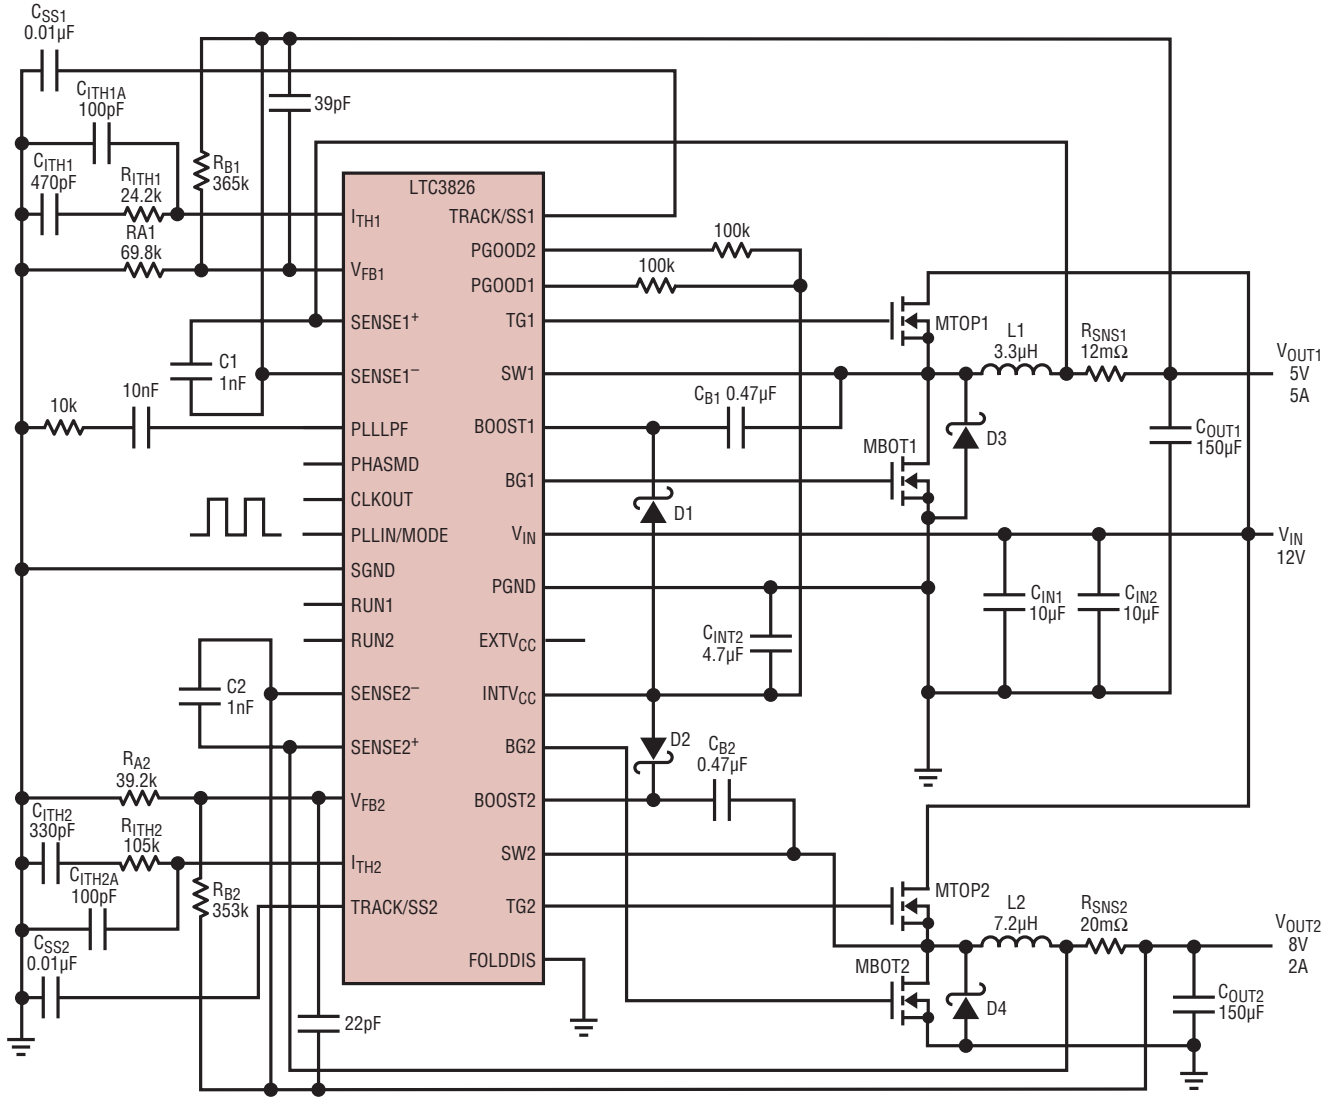 CSS1
0.01µF
CITH1A
100pF
39pF
CITH1
470pF
RITH1
24.2k
RB1
365k
RA1
69.8k
C1
1nF
10k
10nF
LTC3826
ITH1
VFB1
SENSE1+
SENSE1–
PLLLPF
PHASMD
CLKOUT
PLLIN/MODE
SGND
RUN1
RUN2
SENSE2–
SENSE2+
VFB2
ITH2
TRACK/SS2
TRACK/SS1
PGOOD2
PGOOD1
TG1
SW1
BOOST1
BG1
VIN
PGND
EXTVCC
INTVCC
BG2
BOOST2
SW2
TG2
FOLDDIS
100k
100k
MTOP1
L1
3.3µH
RSNS1
12mΩ
VOUT1
5V
5A
CB1 0.47µF
MBOT1
D3
COUT1
150µF
D1
VIN
12V
CIN1
10µF
CIN2
10µF
CINT2
4.7µF
D2
CB2
0.47µF
C2
1nF
RA2
39.2k
CITH2
330pF
RITH2
105k
CITH2A
100pF
RB2
353k
CSS2
0.01µF
22pF
MTOP2
L2
7.2µH
RSNS2
20mΩ
VOUT2
8V
2A
MBOT2
D4
COUT2
150µF